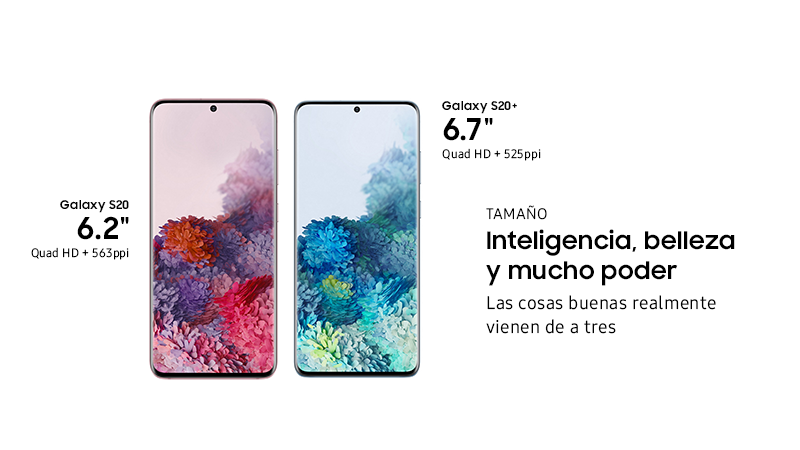 Galaxy S20
6.2"
Quad HD + 563ppi
Galaxy S20+
6.7"
Quad HD + 525ppi
TAMAÑO
Inteligencia, belleza
y mucho poder
Las cosas buenas realmente
vienen de a tres